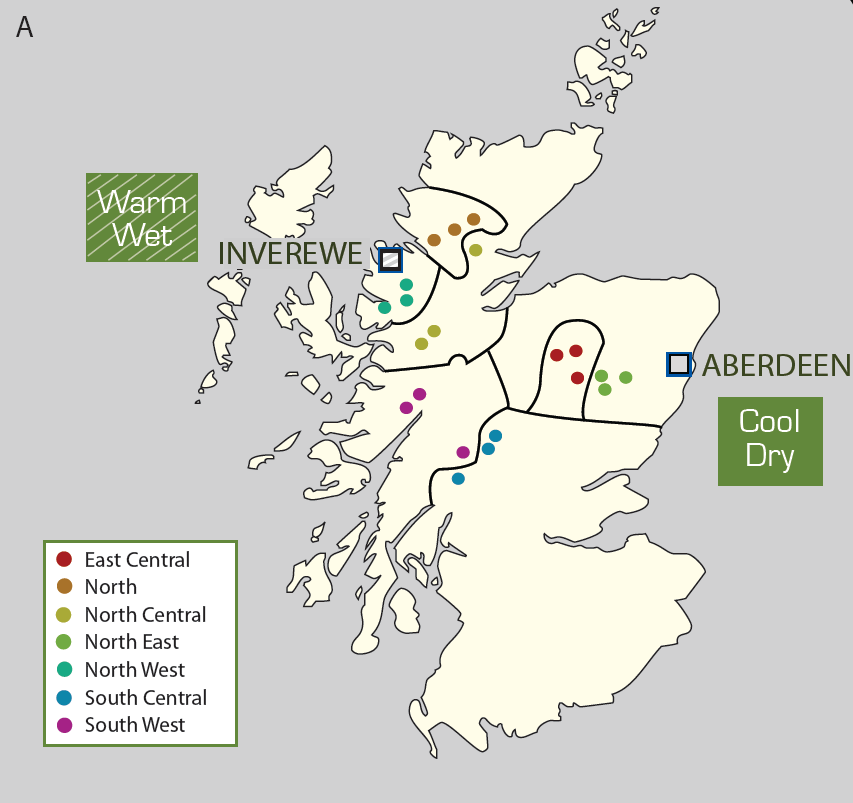 A
Warm
Wet
INVEREWE
ABERDEEN
Cool
Dry
East Central
North
North Central
North East
North West
South Central
South West